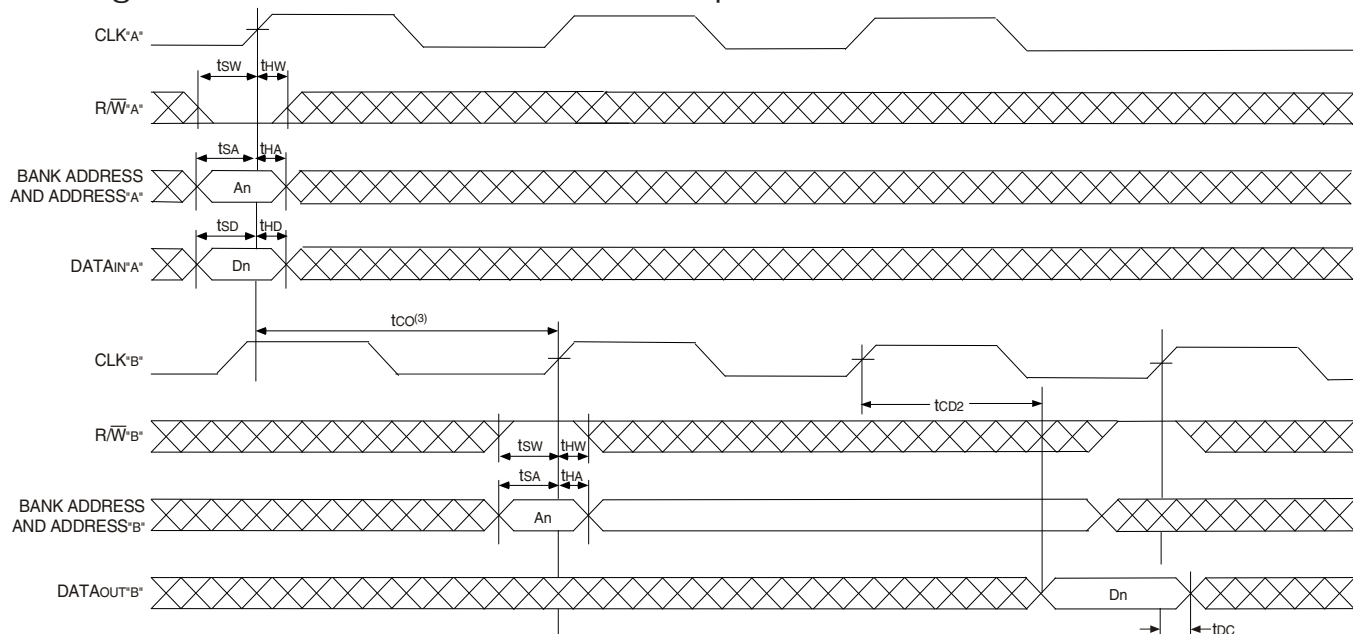 CLK"A"
tSW tHW
R/W̅"A"
tSA tHA
BANK ADDRESS
AND ADDRESS"A"
An
tSD tHD
DATAIN"A"
Dn
tCO(3)
CLK"B"
tCD2
R/W̅"B"
tSW tHW
tSA tHA
BANK ADDRESS
AND ADDRESS"B"
An
DATAOUT"B"
Dn
tDC